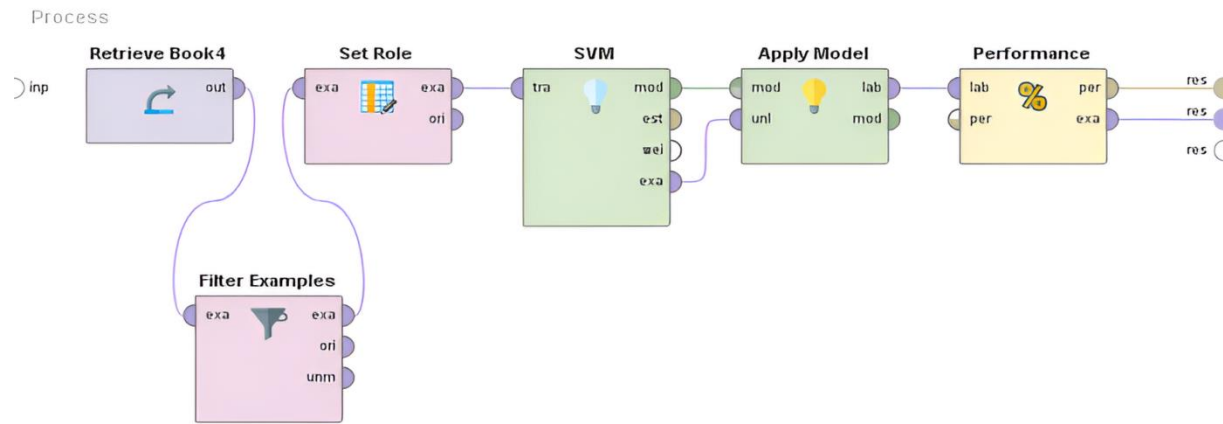 Process
Retrieve Book4 Set Role SVM Apply Model Performance
inp out exa exa tra mod mod lab lab per res
ori est unl mod per exa res
wei res
exa
Filter Examples
exa exa
ori
unm